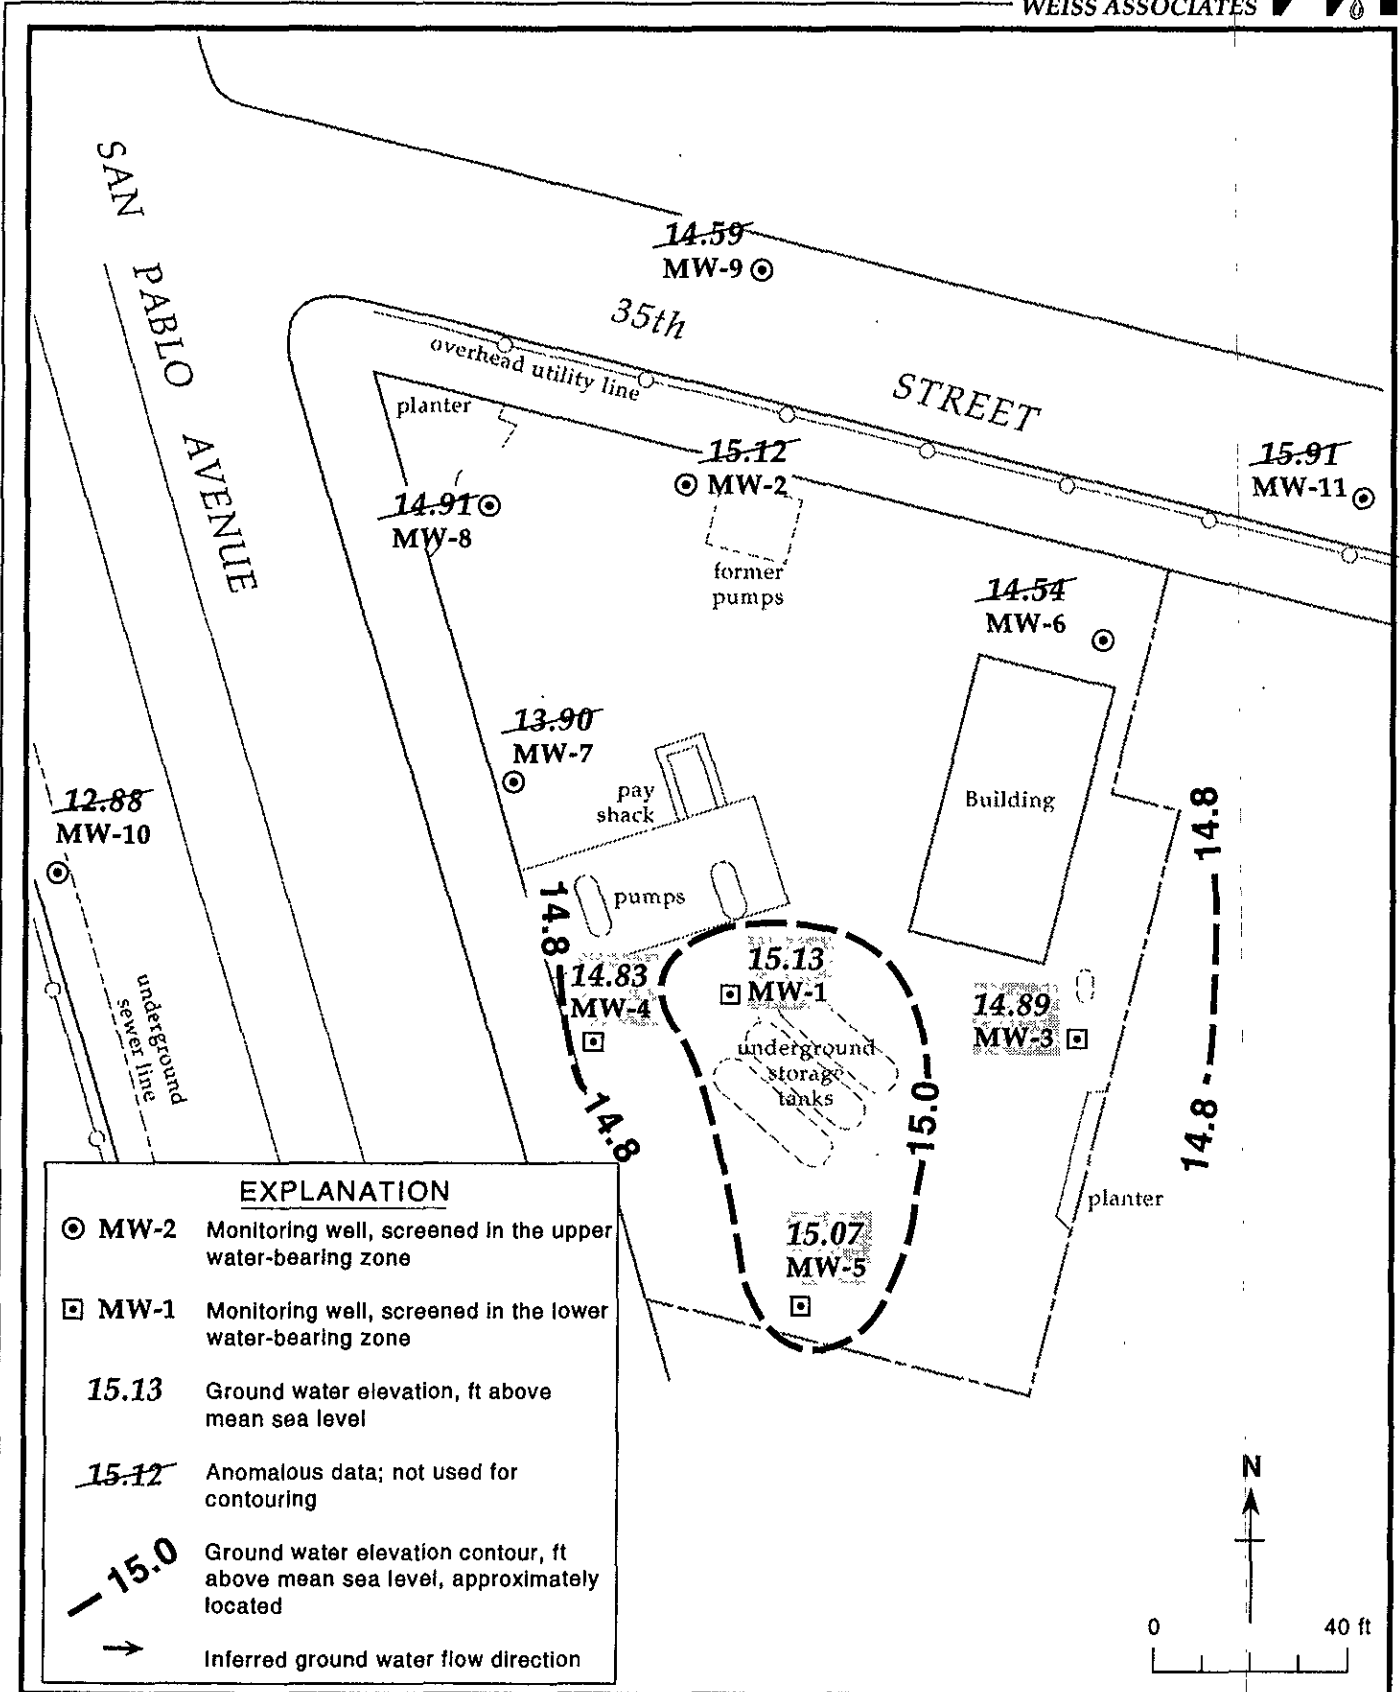 WEISS ASSOCIATES
SAN PABLO AVENUE
14.59
MW-9
35th STREET
overhead utility line
planter
15.12
MW-2
15.91
MW-11
14.91
MW-8
former
pumps
14.54
MW-6
13.90
MW-7
pay
shack
Building
12.88
MW-10
14.8
14.8
pumps
15.13
MW-1
14.83
MW-4
14.89
MW-3
underground
storage
tanks
underground
sewer line
15.0
14.8
14.8
planter
15.07
MW-5
EXPLANATION
MW-2 Monitoring well, screened in the upper
water-bearing zone
MW-1 Monitoring well, screened in the lower
water-bearing zone
15.13 Ground water elevation, ft above
mean sea level
15.12 Anomalous data; not used for
contouring
15.0 Ground water elevation contour, ft
above mean sea level, approximately
located
Inferred ground water flow direction
N
0 40 ft